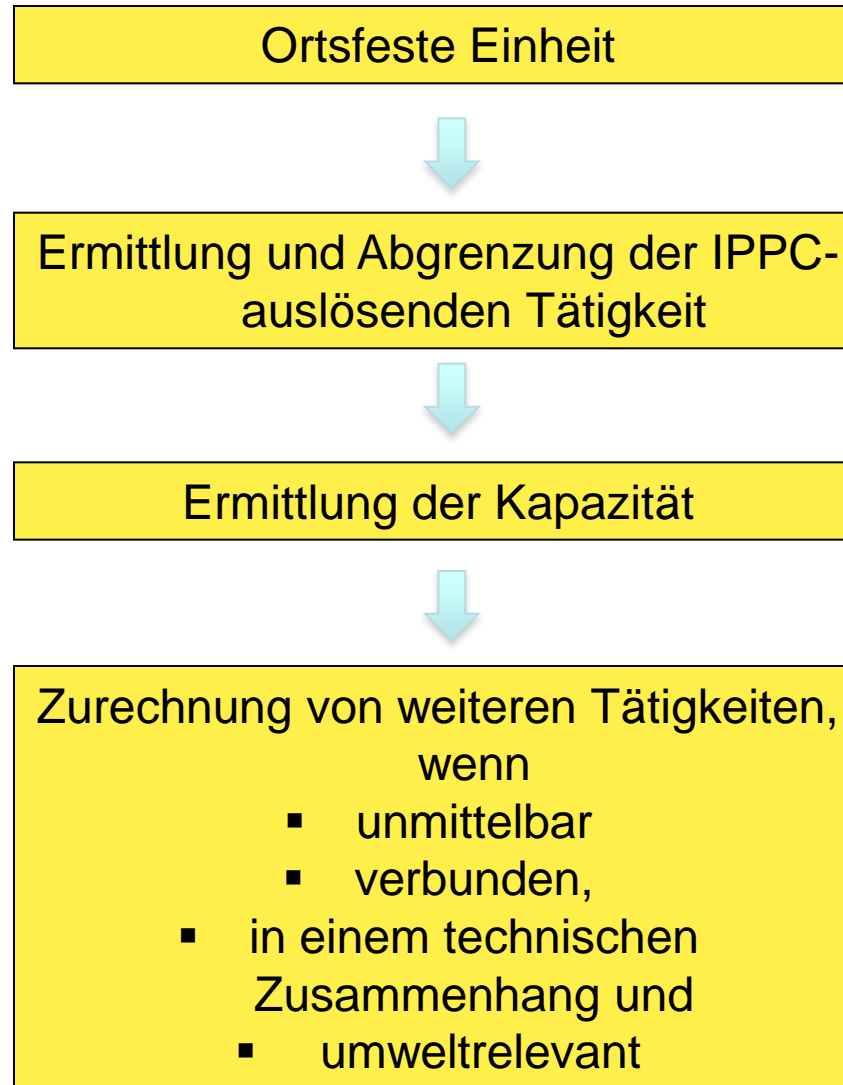 Ortsfeste Einheit
Ermittlung und Abgrenzung der IPPC-
auslösenden Tätigkeit
Ermittlung der Kapazität
Zurechnung von weiteren Tätigkeiten,
wenn
▪ unmittelbar
▪ verbunden,
▪ in einem technischen
Zusammenhang und
▪ umweltrelevant